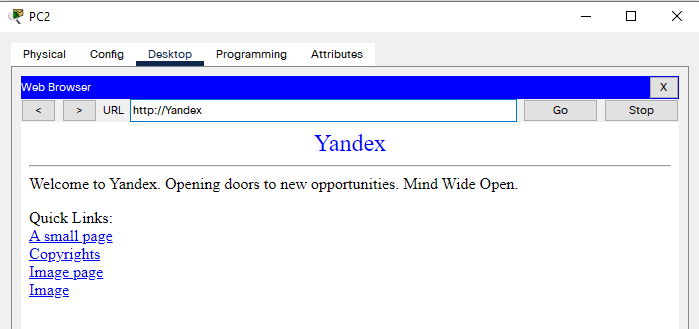 PC2
Physical Config Desktop Programming Attributes
Web Browser X
< > URL http://Yandex Go Stop
Yandex
Welcome to Yandex. Opening doors to new opportunities. Mind Wide Open.
Quick Links:
A small page
Copyrights
Image page
Image